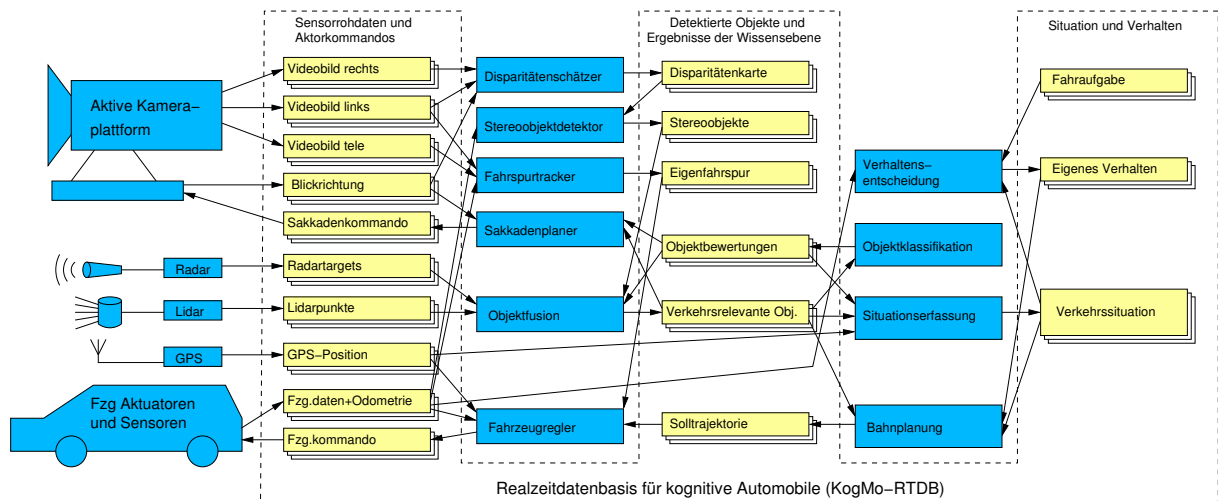 Sensorrohdaten und
Aktorkommandos
Detektierte Objekte und
Ergebnisse der Wissensebene
Situation und Verhalten
Aktive Kamera–
plattform
Videobild rechts
Videobild links
Videobild tele
Blickrichtung
Sakkadenkommando
Radar
Radartargets
Lidar
Lidarpunkte
GPS
GPS–Position
Fzg Aktuatoren
und Sensoren
Fzg.daten+Odometrie
Fzg.kommando
Disparitätenschätzer
Stereoobjektdetektor
Fahrspurtracker
Sakkadenplaner
Objektfusion
Fahrzeugregler
Disparitätenkarte
Stereoobjekte
Eigenfahrspur
Objektbewertungen
Verkehrsrelevante Obj.
Solltrajektorie
Verhaltens–
entscheidung
Objektklassifikation
Situationserfassung
Bahnplanung
Fahraufgabe
Eigenes Verhalten
Verkehrssituation
Realzeitdatenbasis für kognitive Automobile (KogMo–RTDB)